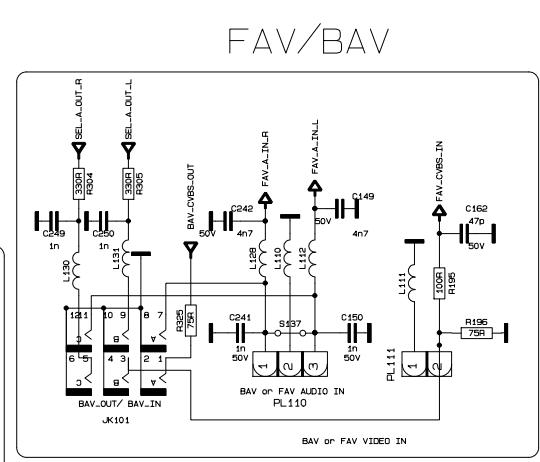 FAV/BAV
SEL_A_OUT_R
SEL_A_OUT_L
BAV_CVBS_OUT
FAV_A_IN_R
FAV_A_IN_L
FAV_CVBS_IN
330R
R304
330R
R305
C249
1n
C250
1n
C242
50V
4n7
C149
50V
4n7
C162
47p
50V
L130
L131
L128
L110
L112
L111
100R
R195
R325
75R
R196
75R
C241
1n
50V
S137
C150
1n
50V
12 11 10 9 8 7
C B A
6 5 4 3 2 1
C B A
1 2 3
1 2
BAV_OUT/ BAV_IN
JK101
BAV or FAV AUDIO IN
PL110
PL111
BAV or FAV VIDEO IN